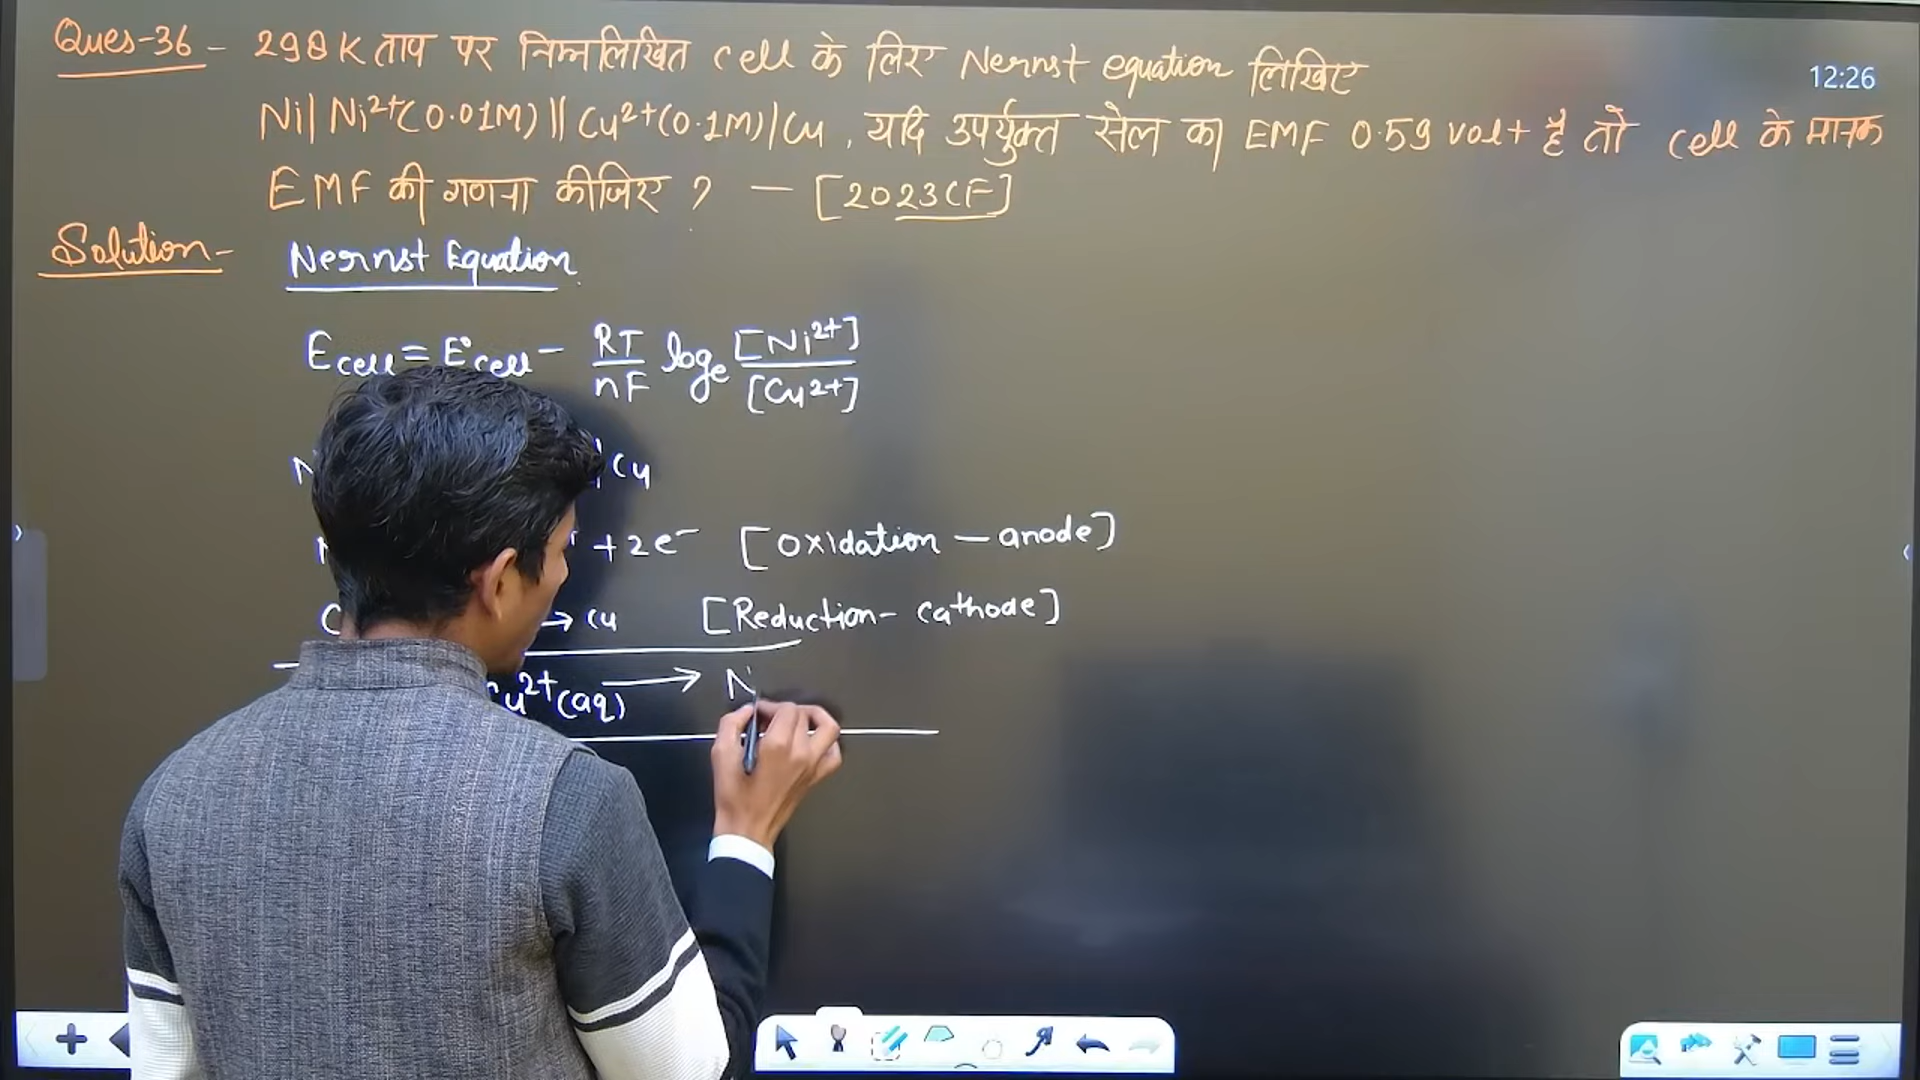 Ques-36 - 298K ताप पर निम्नलिखित cell के लिए Nernst equation लिखिए
12:26
Ni|Ni²⁺(0.01M)||Cu²⁺(0.1M)|Cu, यदि उपर्युक्त सेल का EMF 0.59 volt है तो cell के मानक
EMF की गणना कीजिए ? — [2023CF]
Solution- Nernst Equation
Ecell = E°cell - RT/nF logₑ [Ni²⁺]/[Cu²⁺]
|Cu
+2e⁻ [Oxidation — anode]
→ Cu [Reduction- cathode]
u²⁺(aq) → N